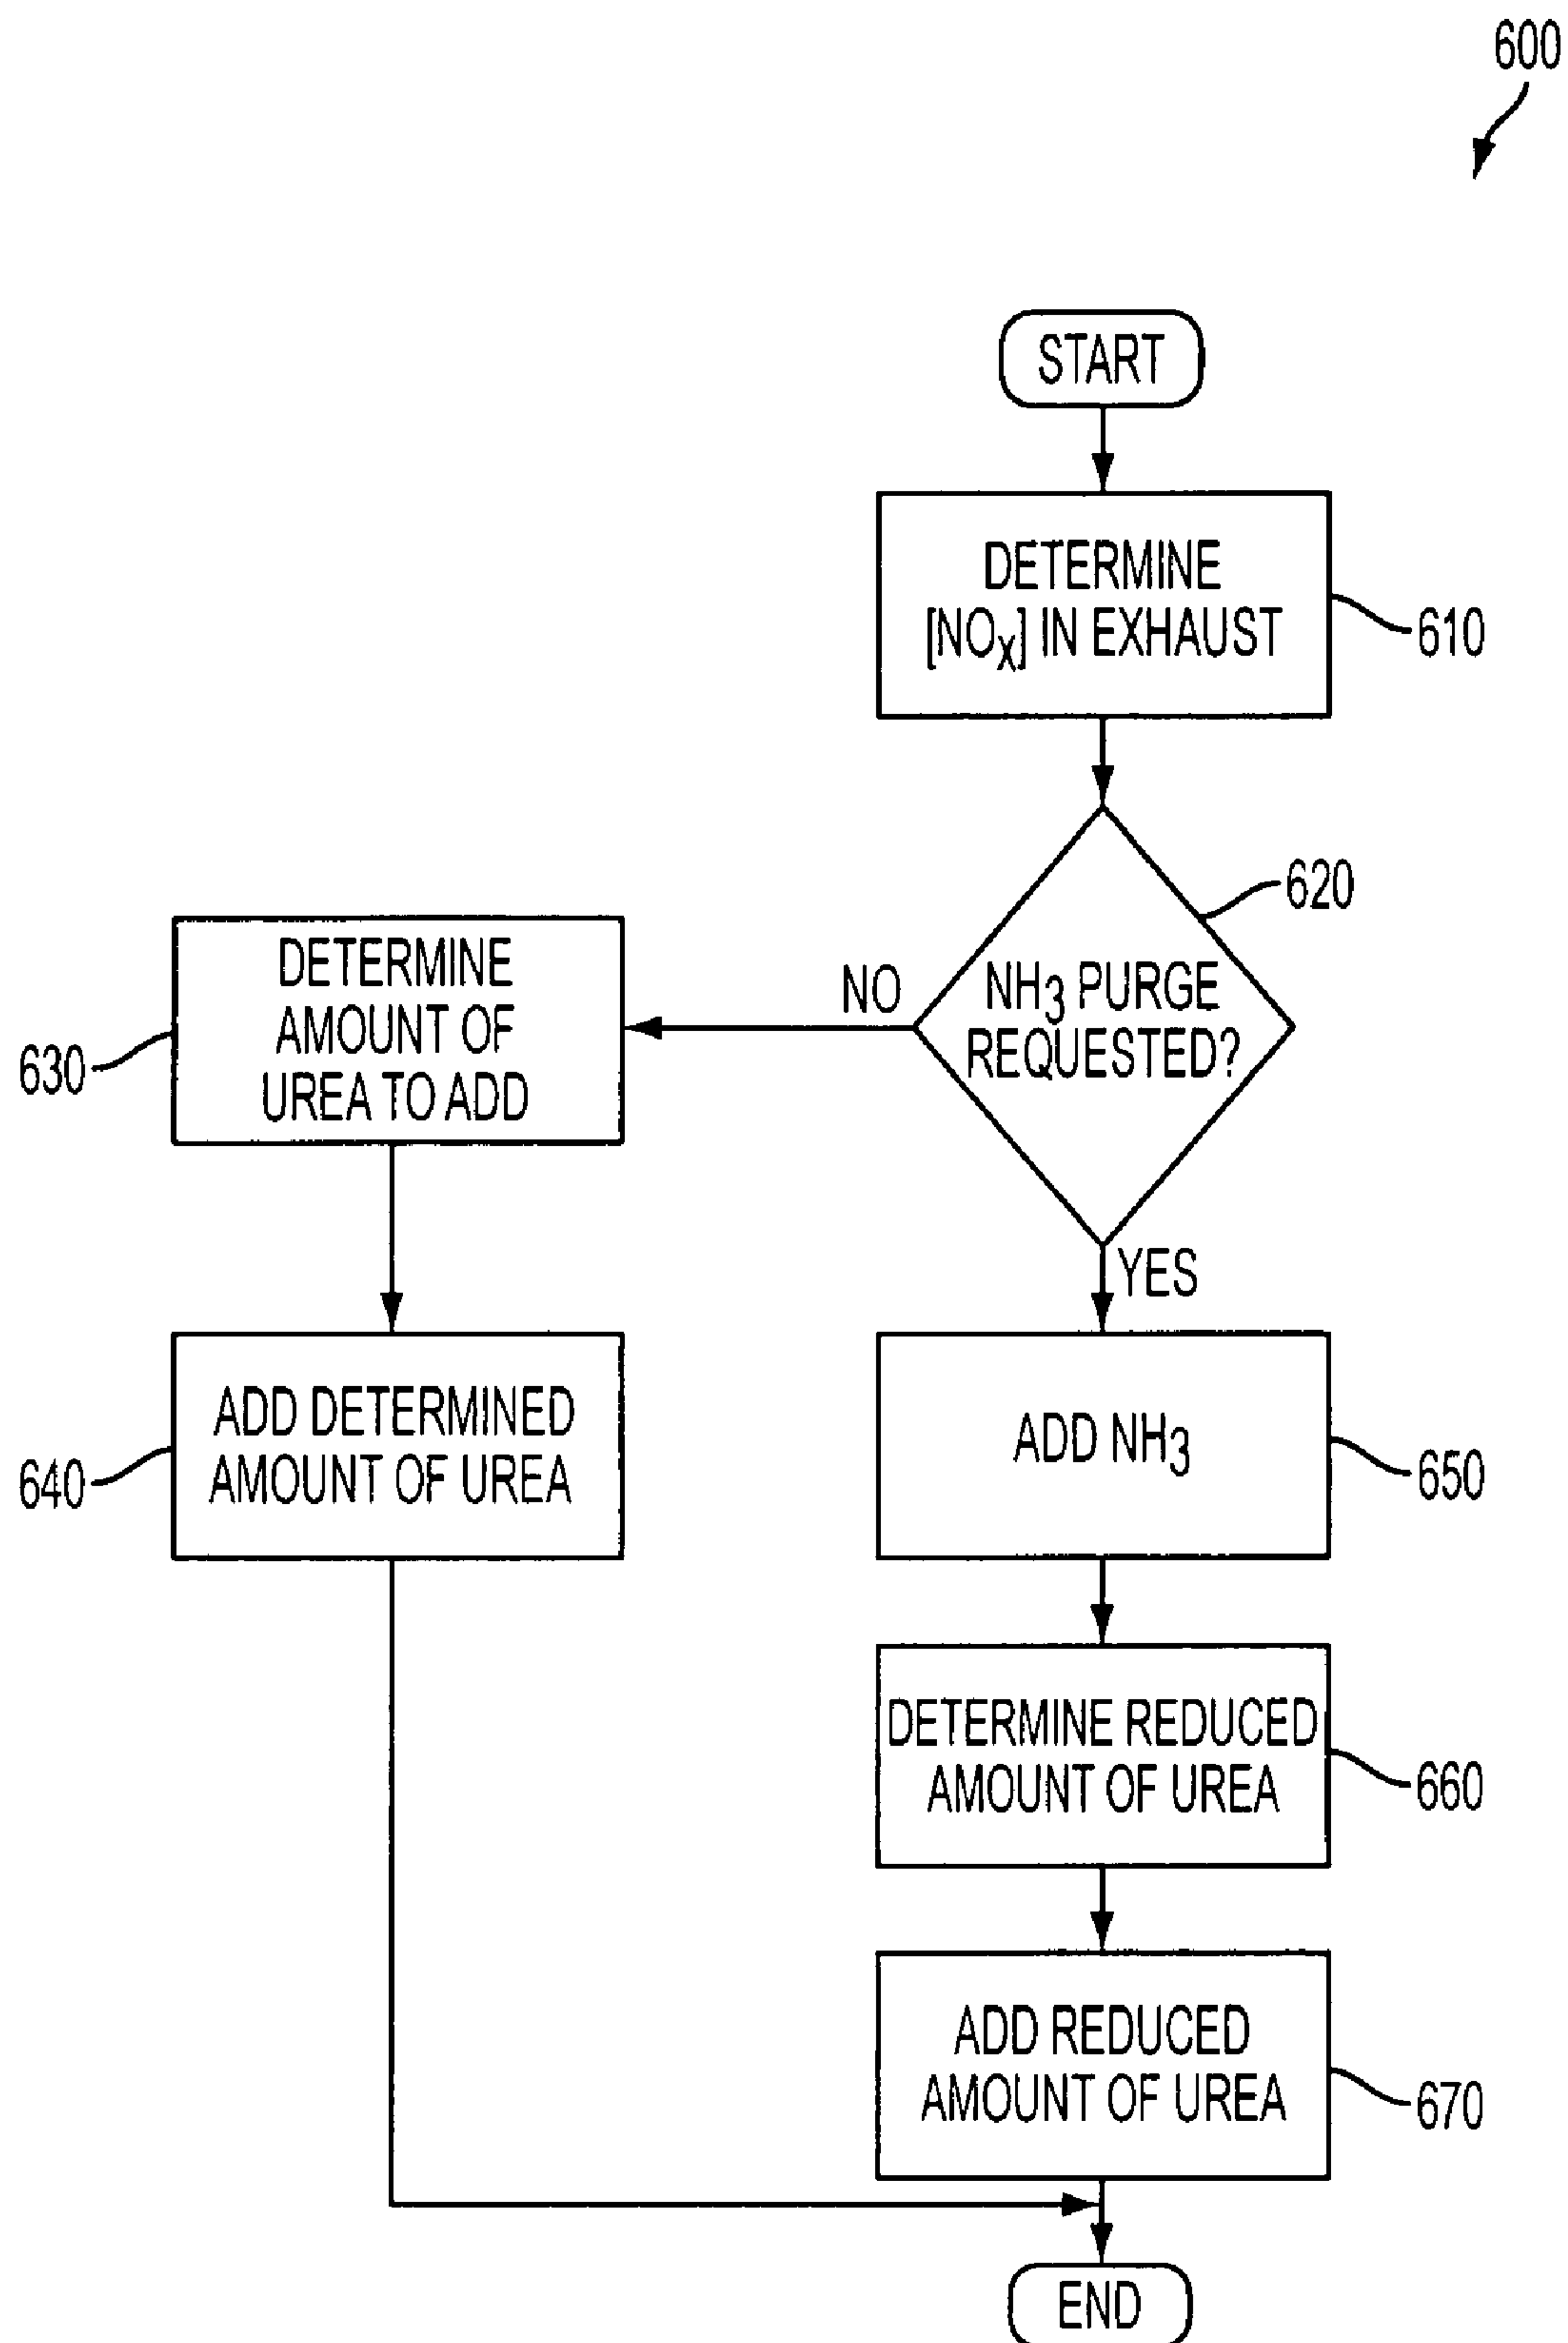 600
START
DETERMINE
[NOX] IN EXHAUST
610
620
NH3 PURGE
REQUESTED?
NO
DETERMINE
AMOUNT OF
UREA TO ADD
630
YES
ADD DETERMINED
AMOUNT OF UREA
640
ADD NH3
650
DETERMINE REDUCED
AMOUNT OF UREA
660
ADD REDUCED
AMOUNT OF UREA
670
END